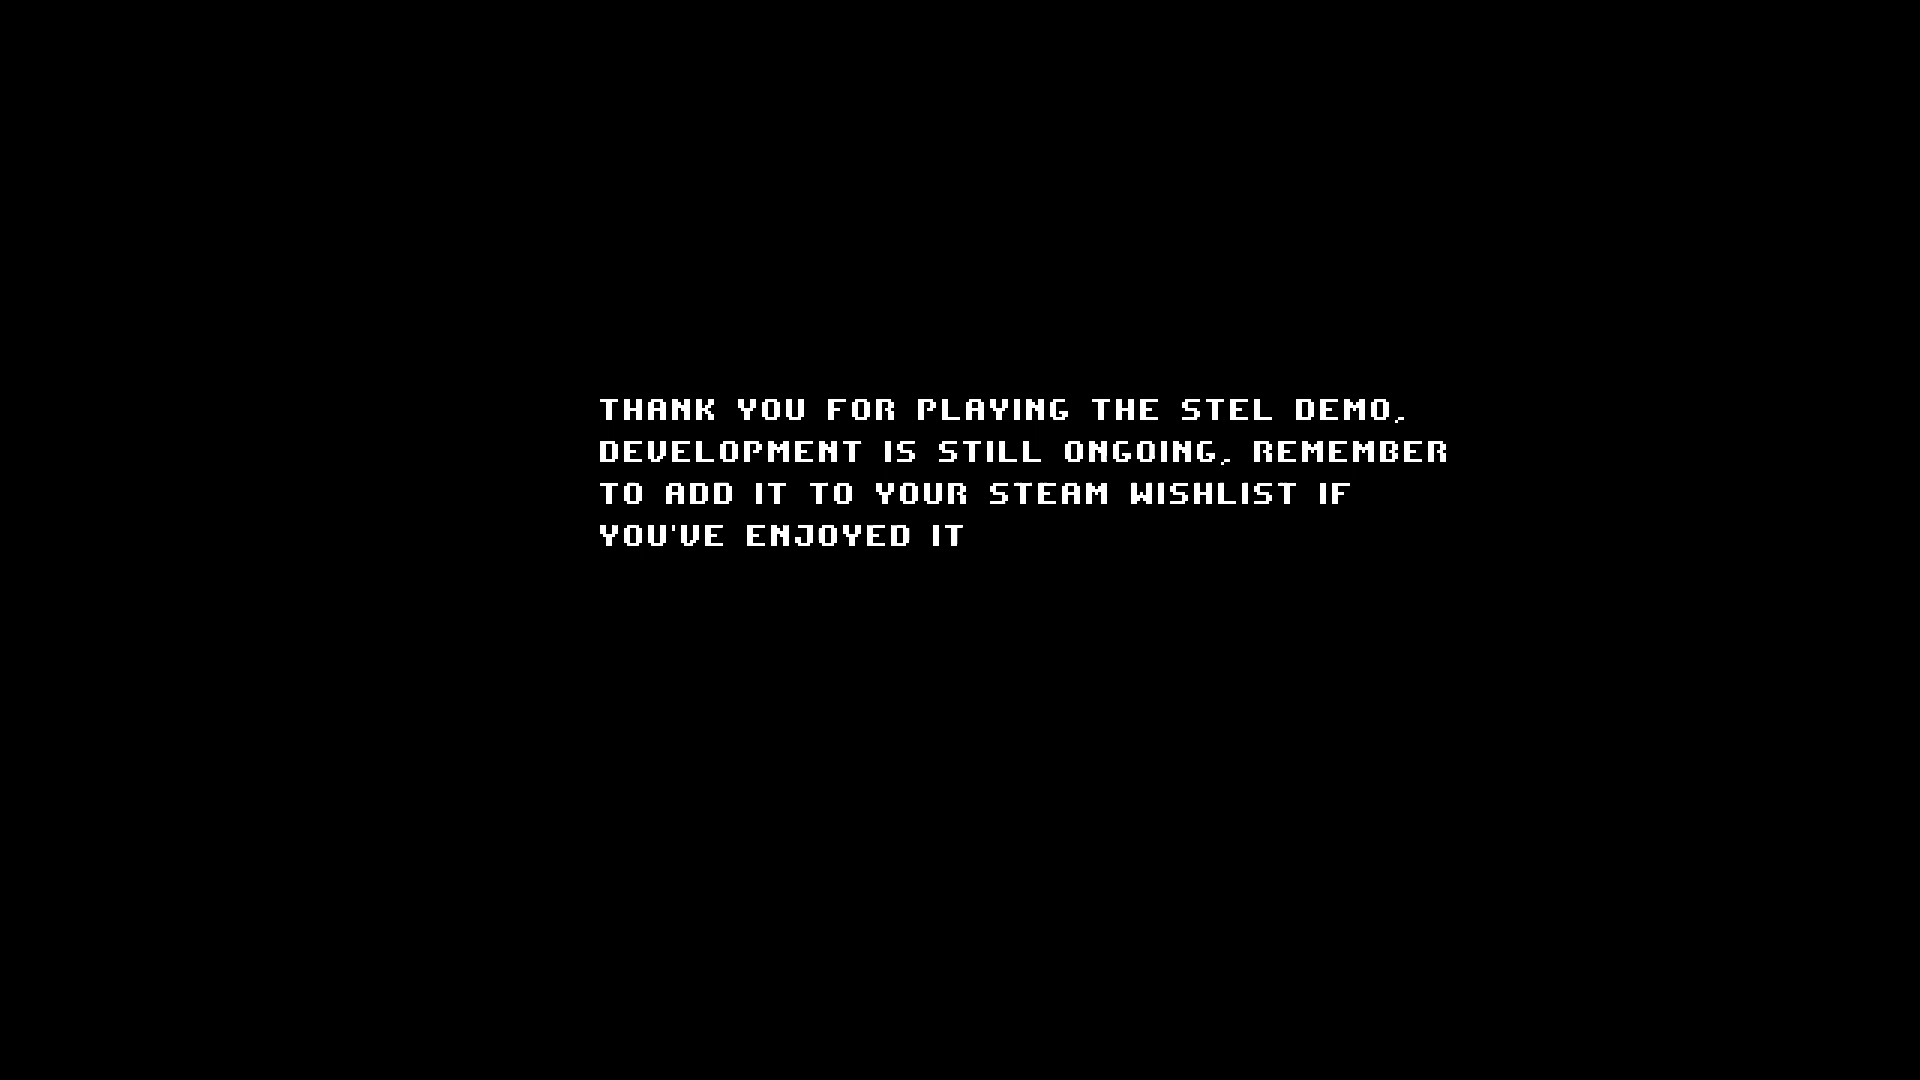 THANK YOU FOR PLAYING THE STEL DEMO,
DEVELOPMENT IS STILL ONGOING, REMEMBER
TO ADD IT TO YOUR STEAM WISHLIST IF
YOU'VE ENJOYED IT